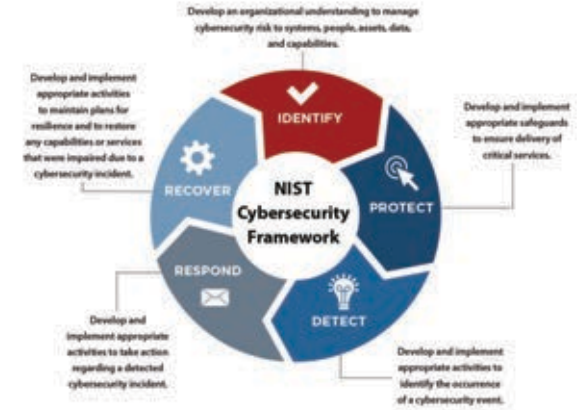 Develop an organizational understanding to manage
cybersecurity risk to systems, people, assets, data,
and capabilities.
IDENTIFY
Develop and implement
appropriate safeguards
to ensure delivery of
critical services.
PROTECT
Develop and implement
appropriate activities to
identify the occurrence
of a cybersecurity event.
DETECT
Develop and
implement appropriate
activities to take action
regarding a detected
cybersecurity incident.
RESPOND
Develop and implement
appropriate activities
to maintain plans for
resilience and to restore
any capabilities or services
that were impaired due to a
cybersecurity incident.
RECOVER
NIST
Cybersecurity
Framework